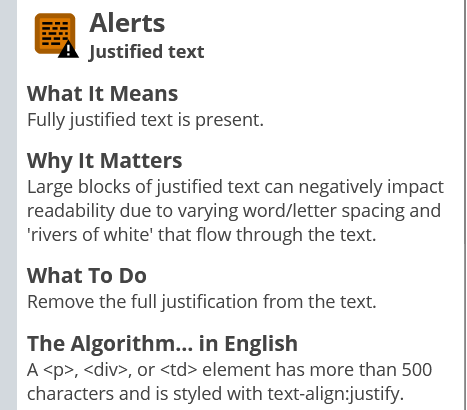 Alerts
Justified text
What It Means
Fully justified text is present.
Why It Matters
Large blocks of justified text can negatively impact
readability due to varying word/letter spacing and
'rivers of white' that flow through the text.
What To Do
Remove the full justification from the text.
The Algorithm... in English
A <p>, <div>, or <td> element has more than 500
characters and is styled with text-align:justify.